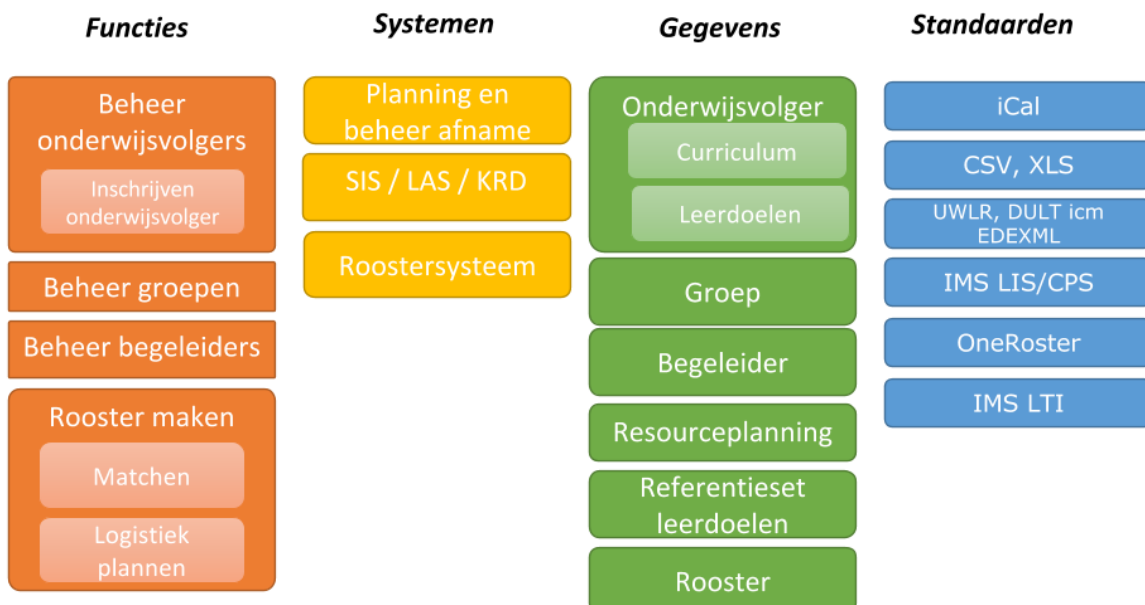 Functies
Beheer
onderwijsvolgers
Inschrijven
onderwijsvolger
Beheer groepen
Beheer begeleiders
Rooster maken
Matchen
Logistiek
plannen
Systemen
Planning en
beheer afname
SIS / LAS / KRD
Roostersysteem
Gegevens
Onderwijsvolger
Curriculum
Leerdoelen
Groep
Begeleider
Resourceplanning
Referentieset
leerdoelen
Rooster
Standaarden
iCal
CSV, XLS
UWLR, DULT icm
EDEXML
IMS LIS/CPS
OneRoster
IMS LTI